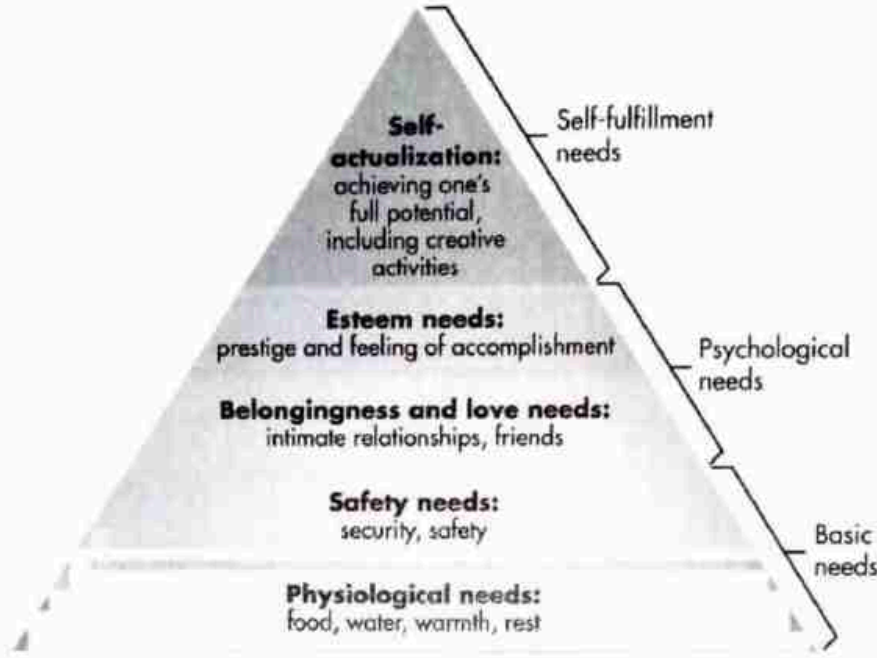 Self-
actualization:
achieving one's
full potential,
including creative
activities
Esteem needs:
prestige and feeling of accomplishment
Belongingness and love needs:
intimate relationships, friends
Safety needs:
security, safety
Physiological needs:
food, water, warmth, rest
Self-fulfillment
needs
Psychological
needs
Basic
needs